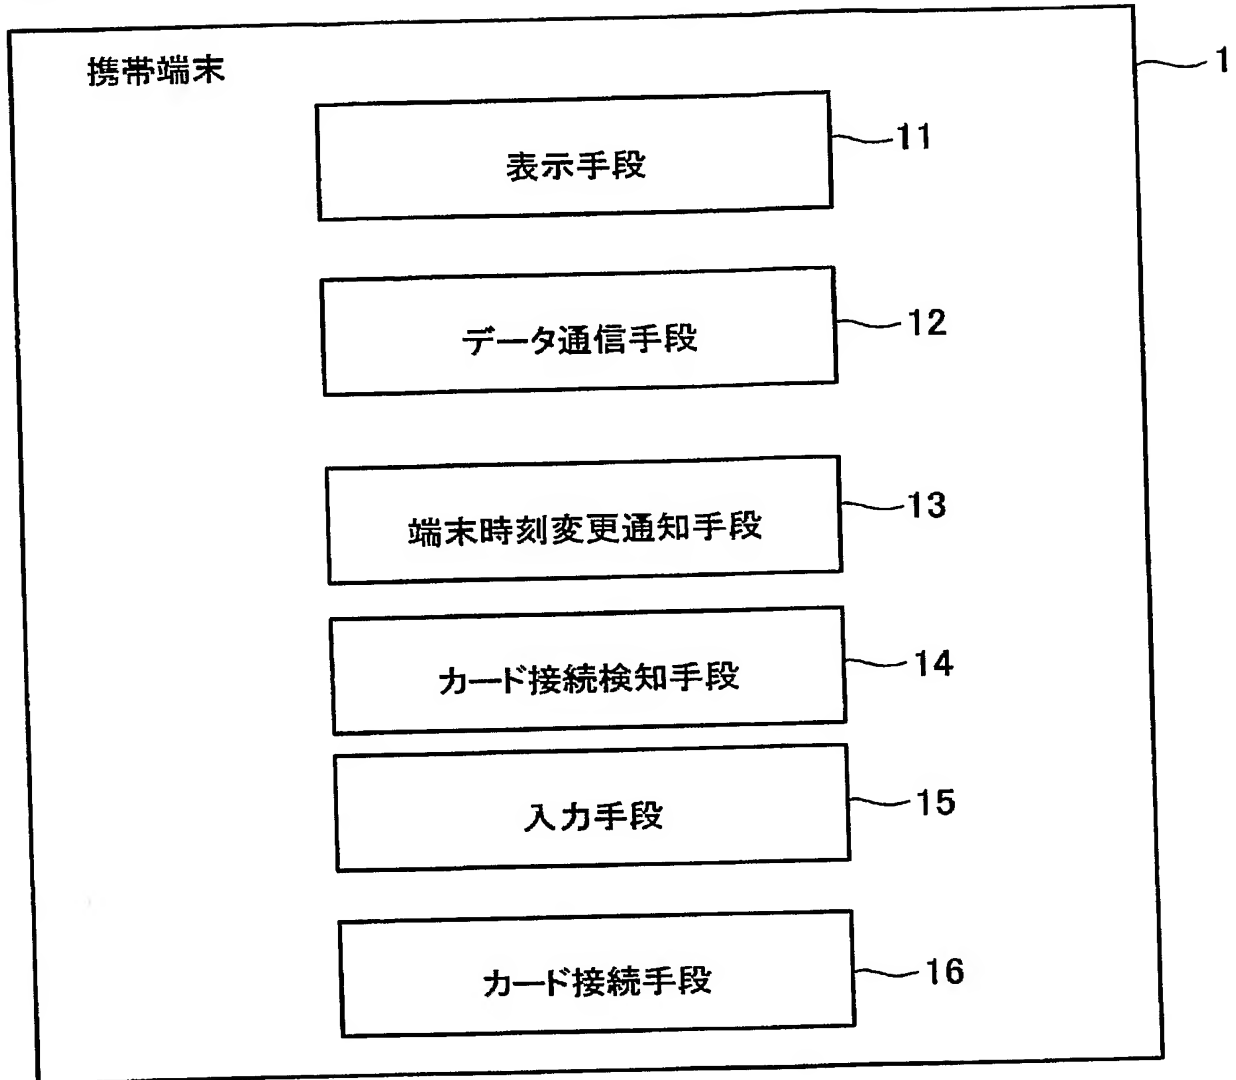 携帯端末
1
表示手段
11
データ通信手段
12
端末時刻変更通知手段
13
カード接続検知手段
14
入力手段
15
カード接続手段
16